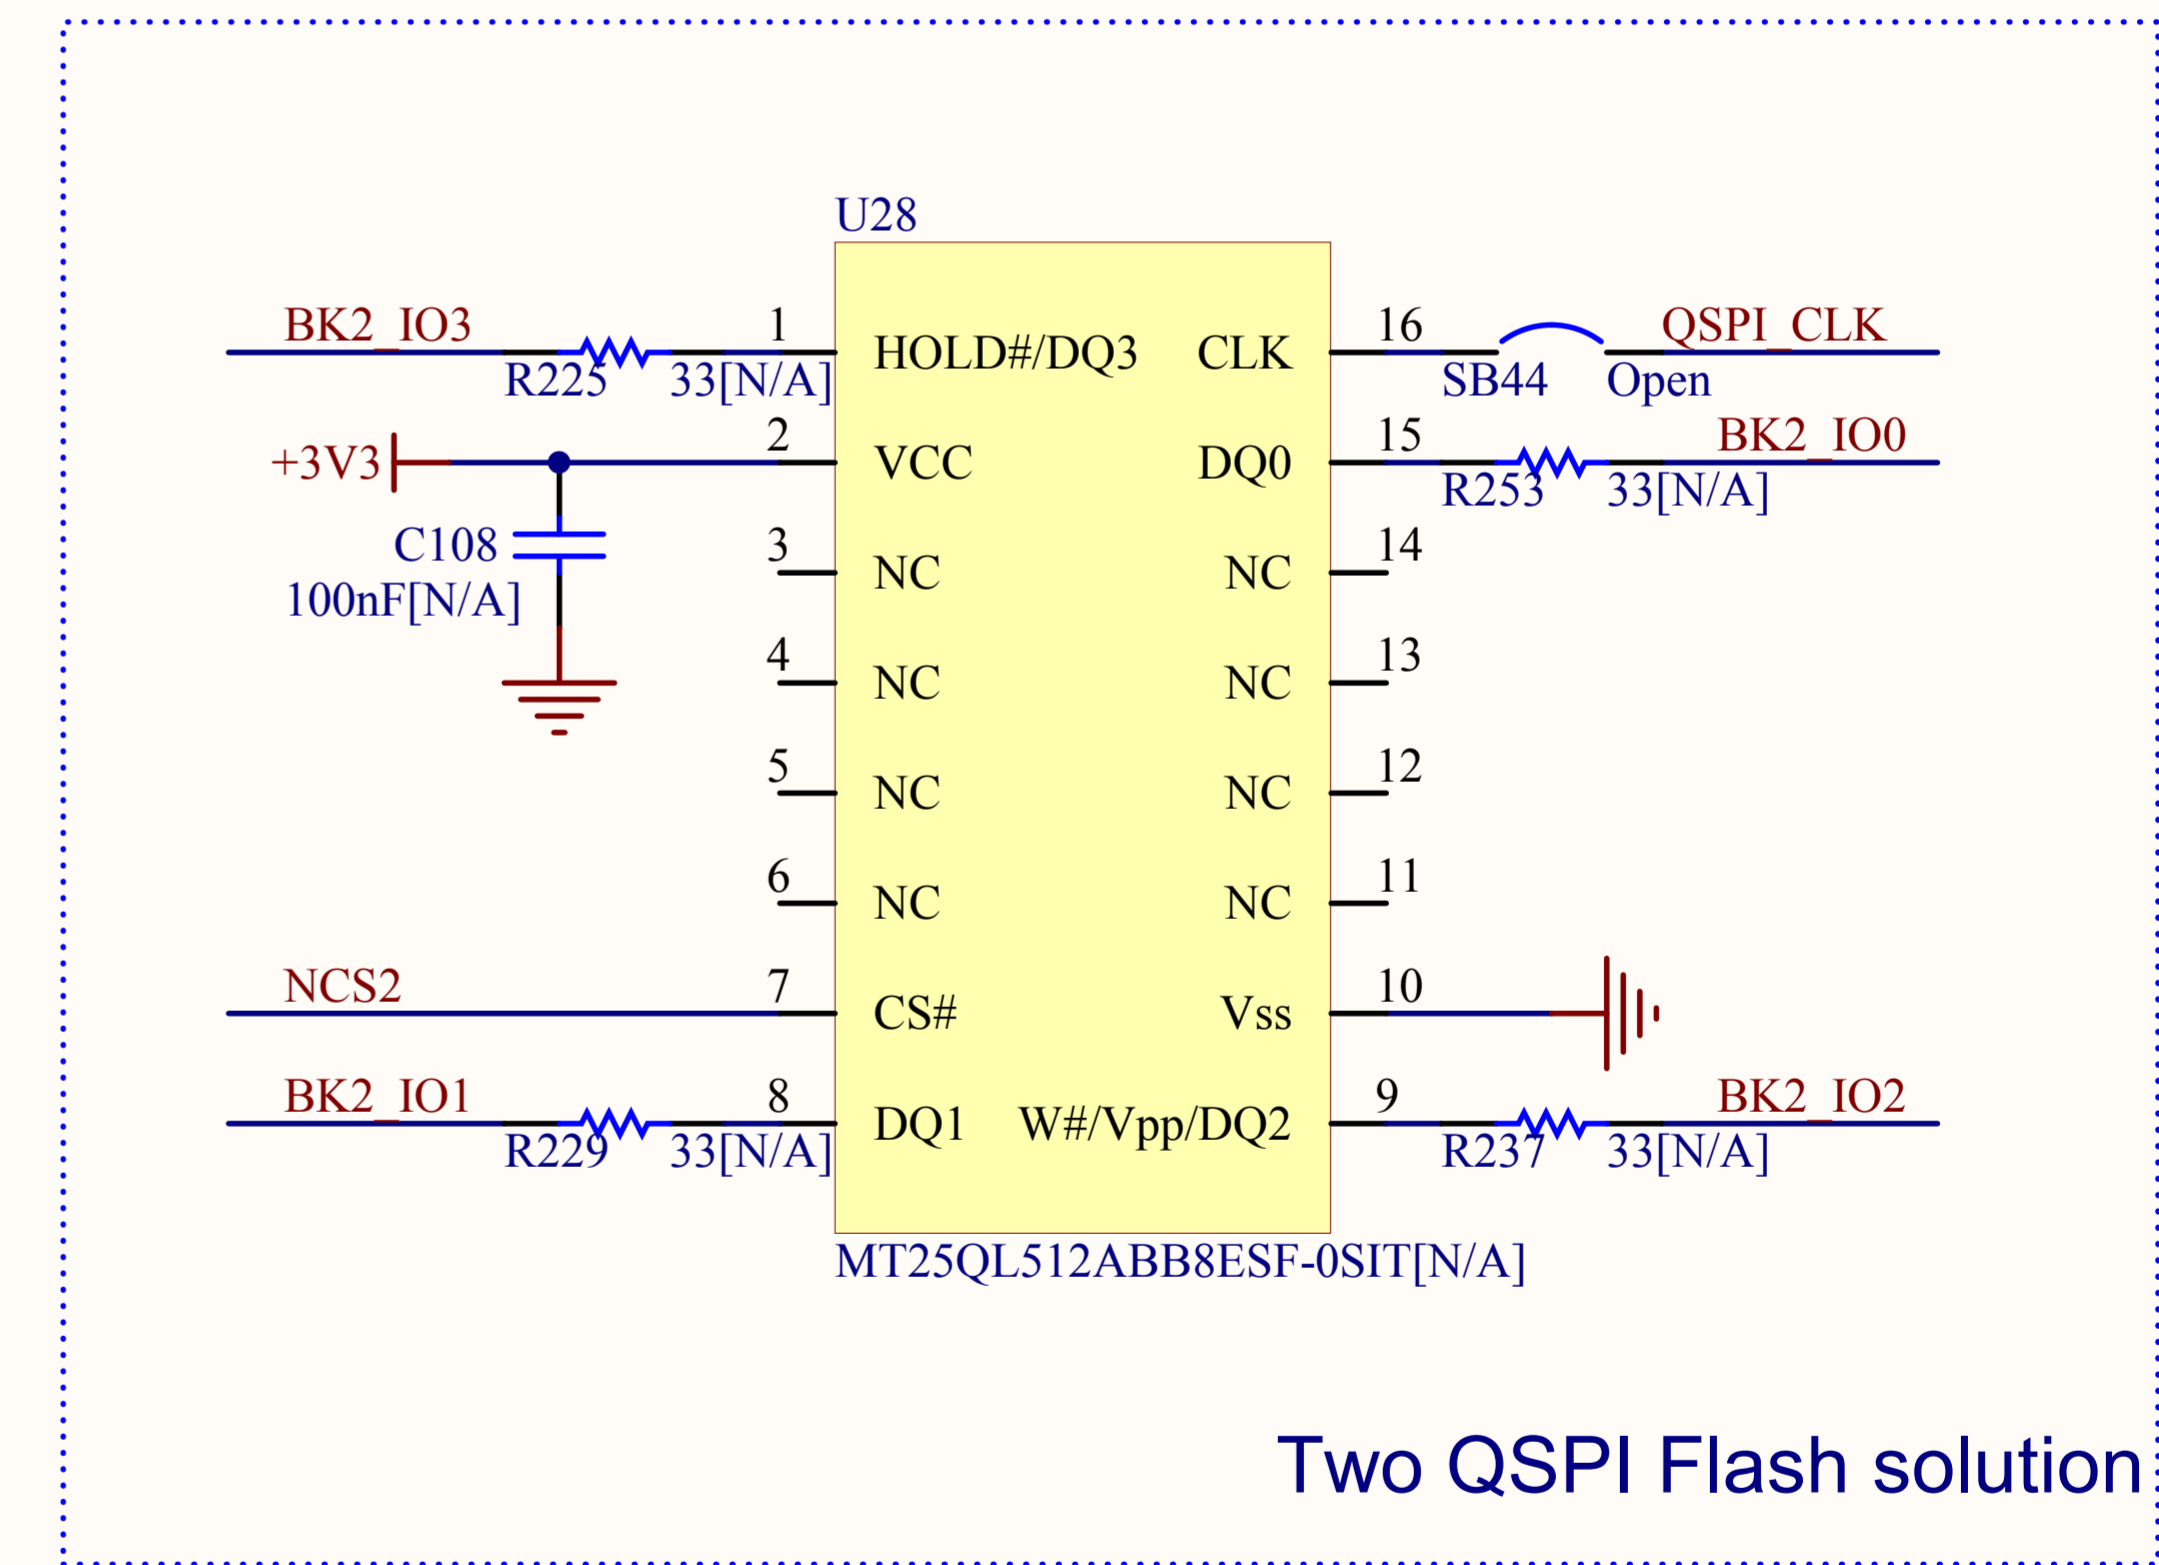 U28
BK2_IO3 1 HOLD#/DQ3 CLK 16 QSPI_CLK
R225 33[N/A] SB44 Open
+3V3 2 VCC DQ0 15 BK2_IO0
R253 33[N/A]
C108 3 NC NC 14
100nF[N/A]
4 NC NC 13
5 NC NC 12
6 NC NC 11
NCS2 7 CS# Vss 10
BK2_IO1 8 DQ1 W#/Vpp/DQ2 9 BK2_IO2
R229 33[N/A] R237 33[N/A]
MT25QL512ABB8ESF-0SIT[N/A]
Two QSPI Flash solution